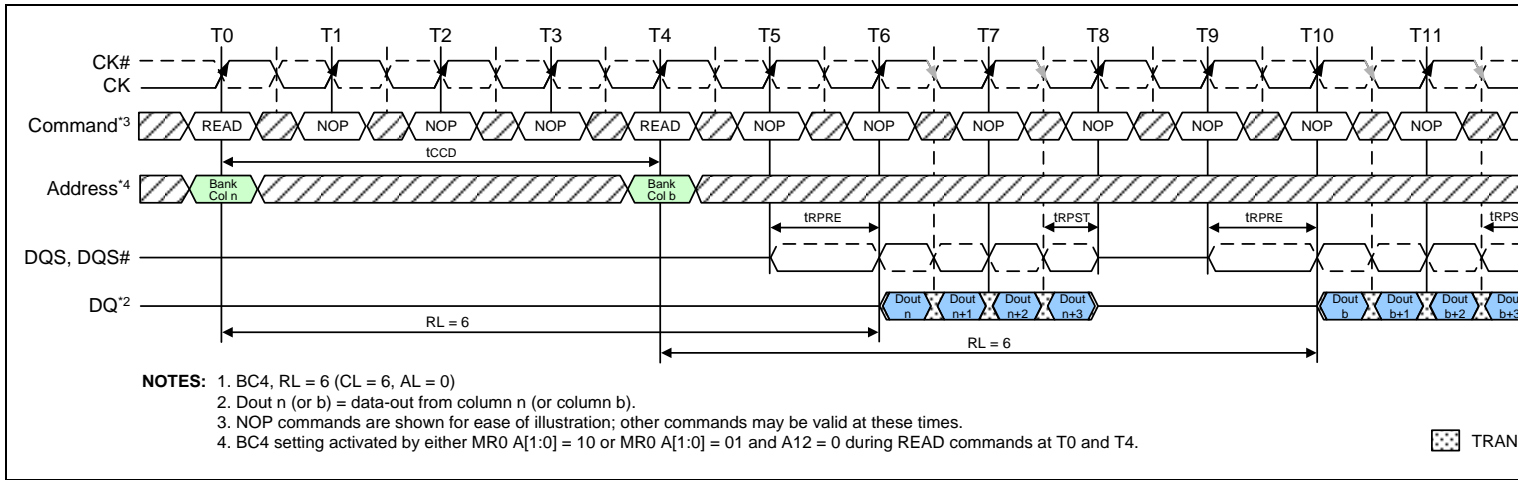 T0 T1 T2 T3 T4 T5 T6 T7 T8 T9 T10 T11
CK#
CK
Command*3 READ NOP NOP NOP READ NOP NOP NOP NOP NOP NOP NOP
tCCD
Address*4 Bank Col n Bank Col b
tRPRE tRPST tRPRE tRPS
DQS, DQS#
DQ*2 Dout n Dout n+1 Dout n+2 Dout n+3 Dout b Dout b+1 Dout b+2 Dout b+3
RL = 6
RL = 6
NOTES: 1. BC4, RL = 6 (CL = 6, AL = 0)
2. Dout n (or b) = data-out from column n (or column b).
3. NOP commands are shown for ease of illustration; other commands may be valid at these times.
4. BC4 setting activated by either MR0 A[1:0] = 10 or MR0 A[1:0] = 01 and A12 = 0 during READ commands at T0 and T4.
TRAN